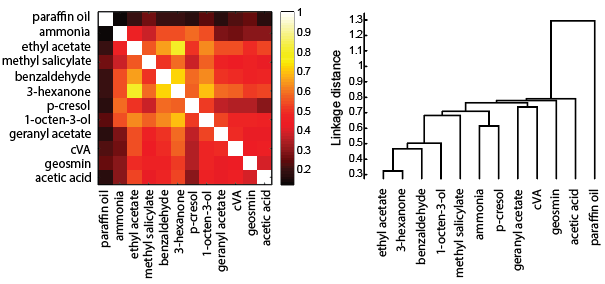 paraffin oil
ammonia
ethyl acetate
methyl salicylate
benzaldehyde
3-hexanone
p-cresol
1-octen-3-ol
geranyl acetate
cVA
geosmin
acetic acid
paraffin oil
ammonia
ethyl acetate
methyl salicylate
benzaldehyde
3-hexanone
p-cresol
1-octen-3-ol
geranyl acetate
cVA
geosmin
acetic acid
1
0.9
0.8
0.7
0.6
0.5
0.4
0.3
0.2
Linkage distance
1.3
1.2
1.1
1.0
0.9
0.8
0.7
0.6
0.5
0.4
0.3
ethyl acetate
3-hexanone
benzaldehyde
1-octen-3-ol
methyl salicylate
ammonia
p-cresol
geranyl acetate
cVA
geosmin
acetic acid
paraffin oil